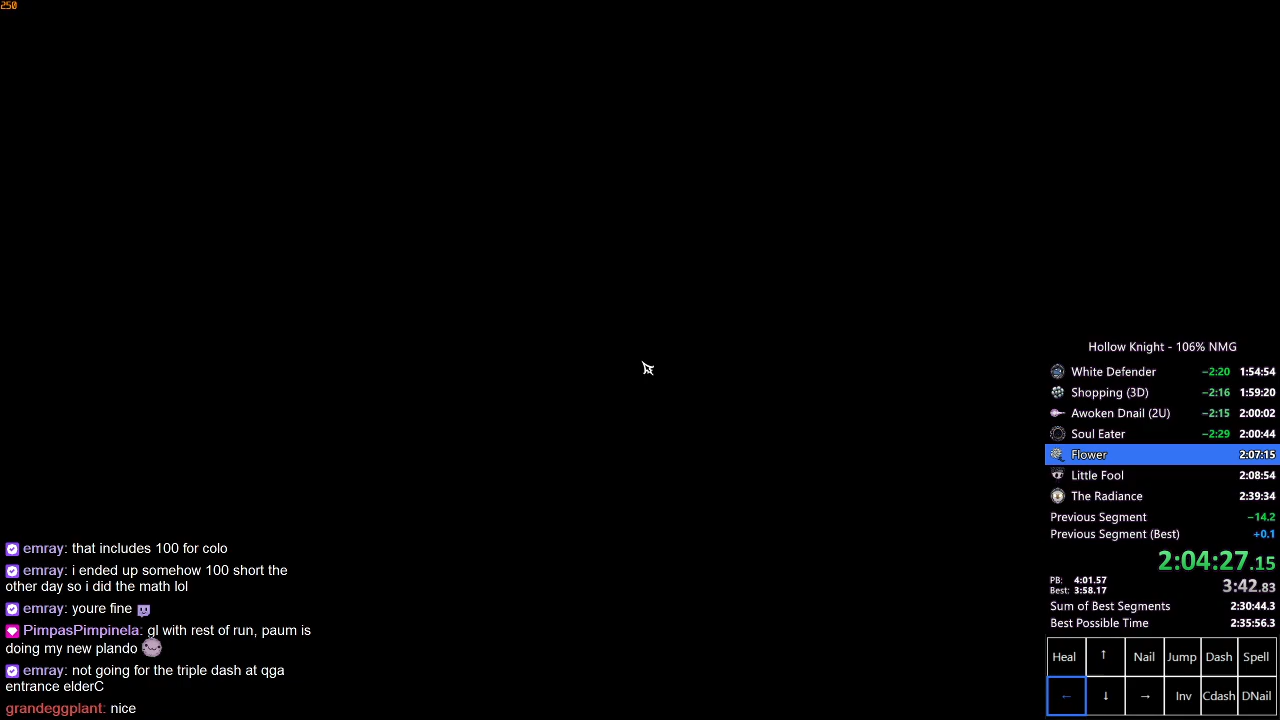 250
Hollow Knight - 106% NMG
White Defender −2:20 1:54:54
Shopping (3D) −2:16 1:59:20
Awoken Dnail (2U) −2:15 2:00:02
Soul Eater −2:29 2:00:44
Flower 2:07:15
Little Fool 2:08:54
The Radiance 2:39:34
Previous Segment −14.2
Previous Segment (Best) +0.1
2:04:27.15
PB: 4:01.57
Best: 3:58.17
3:42.83
Sum of Best Segments 2:30:44.3
Best Possible Time 2:35:56.3
Heal ↑ Nail Jump Dash Spell
← ↓ → Inv Cdash DNail
emray: that includes 100 for colo
emray: i ended up somehow 100 short the
other day so i did the math lol
emray: youre fine
PimpasPimpinela: gl with rest of run, paum is
doing my new plando
emray: not going for the triple dash at qga
entrance elderC
grandeggplant: nice